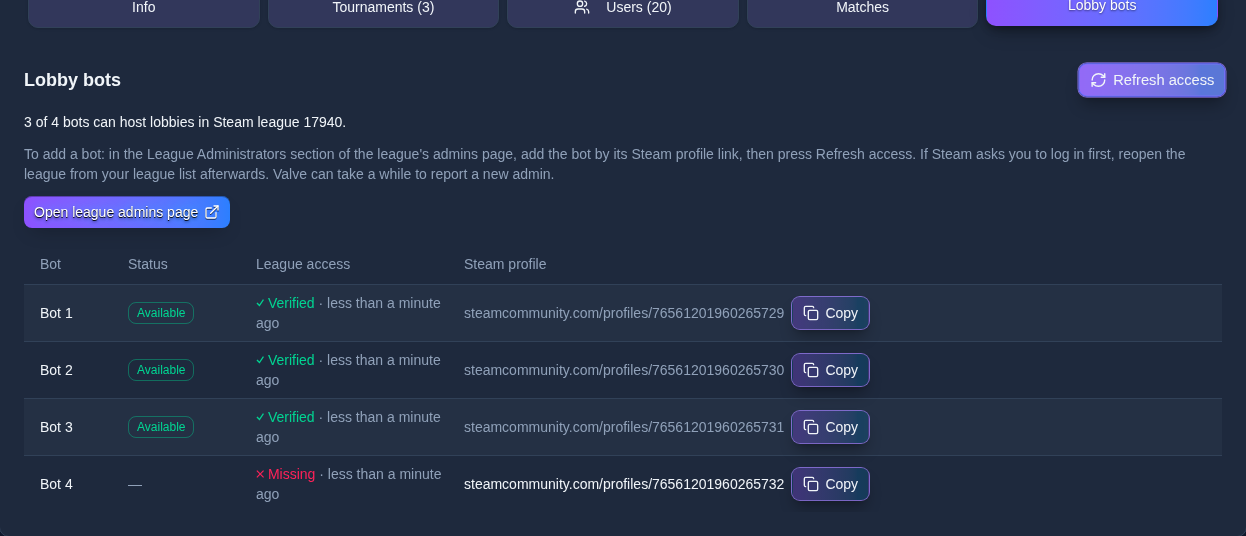 Info
Tournaments (3)
Users (20)
Matches
Lobby bots
Lobby bots
Refresh access
3 of 4 bots can host lobbies in Steam league 17940.
To add a bot: in the League Administrators section of the league's admins page, add the bot by its Steam profile link, then press Refresh access. If Steam asks you to log in first, reopen the
league from your league list afterwards. Valve can take a while to report a new admin.
Open league admins page
Bot Status League access Steam profile
Bot 1 Available Verified · less than a minute ago steamcommunity.com/profiles/76561201960265729 Copy
Bot 2 Available Verified · less than a minute ago steamcommunity.com/profiles/76561201960265730 Copy
Bot 3 Available Verified · less than a minute ago steamcommunity.com/profiles/76561201960265731 Copy
Bot 4 — Missing · less than a minute ago steamcommunity.com/profiles/76561201960265732 Copy